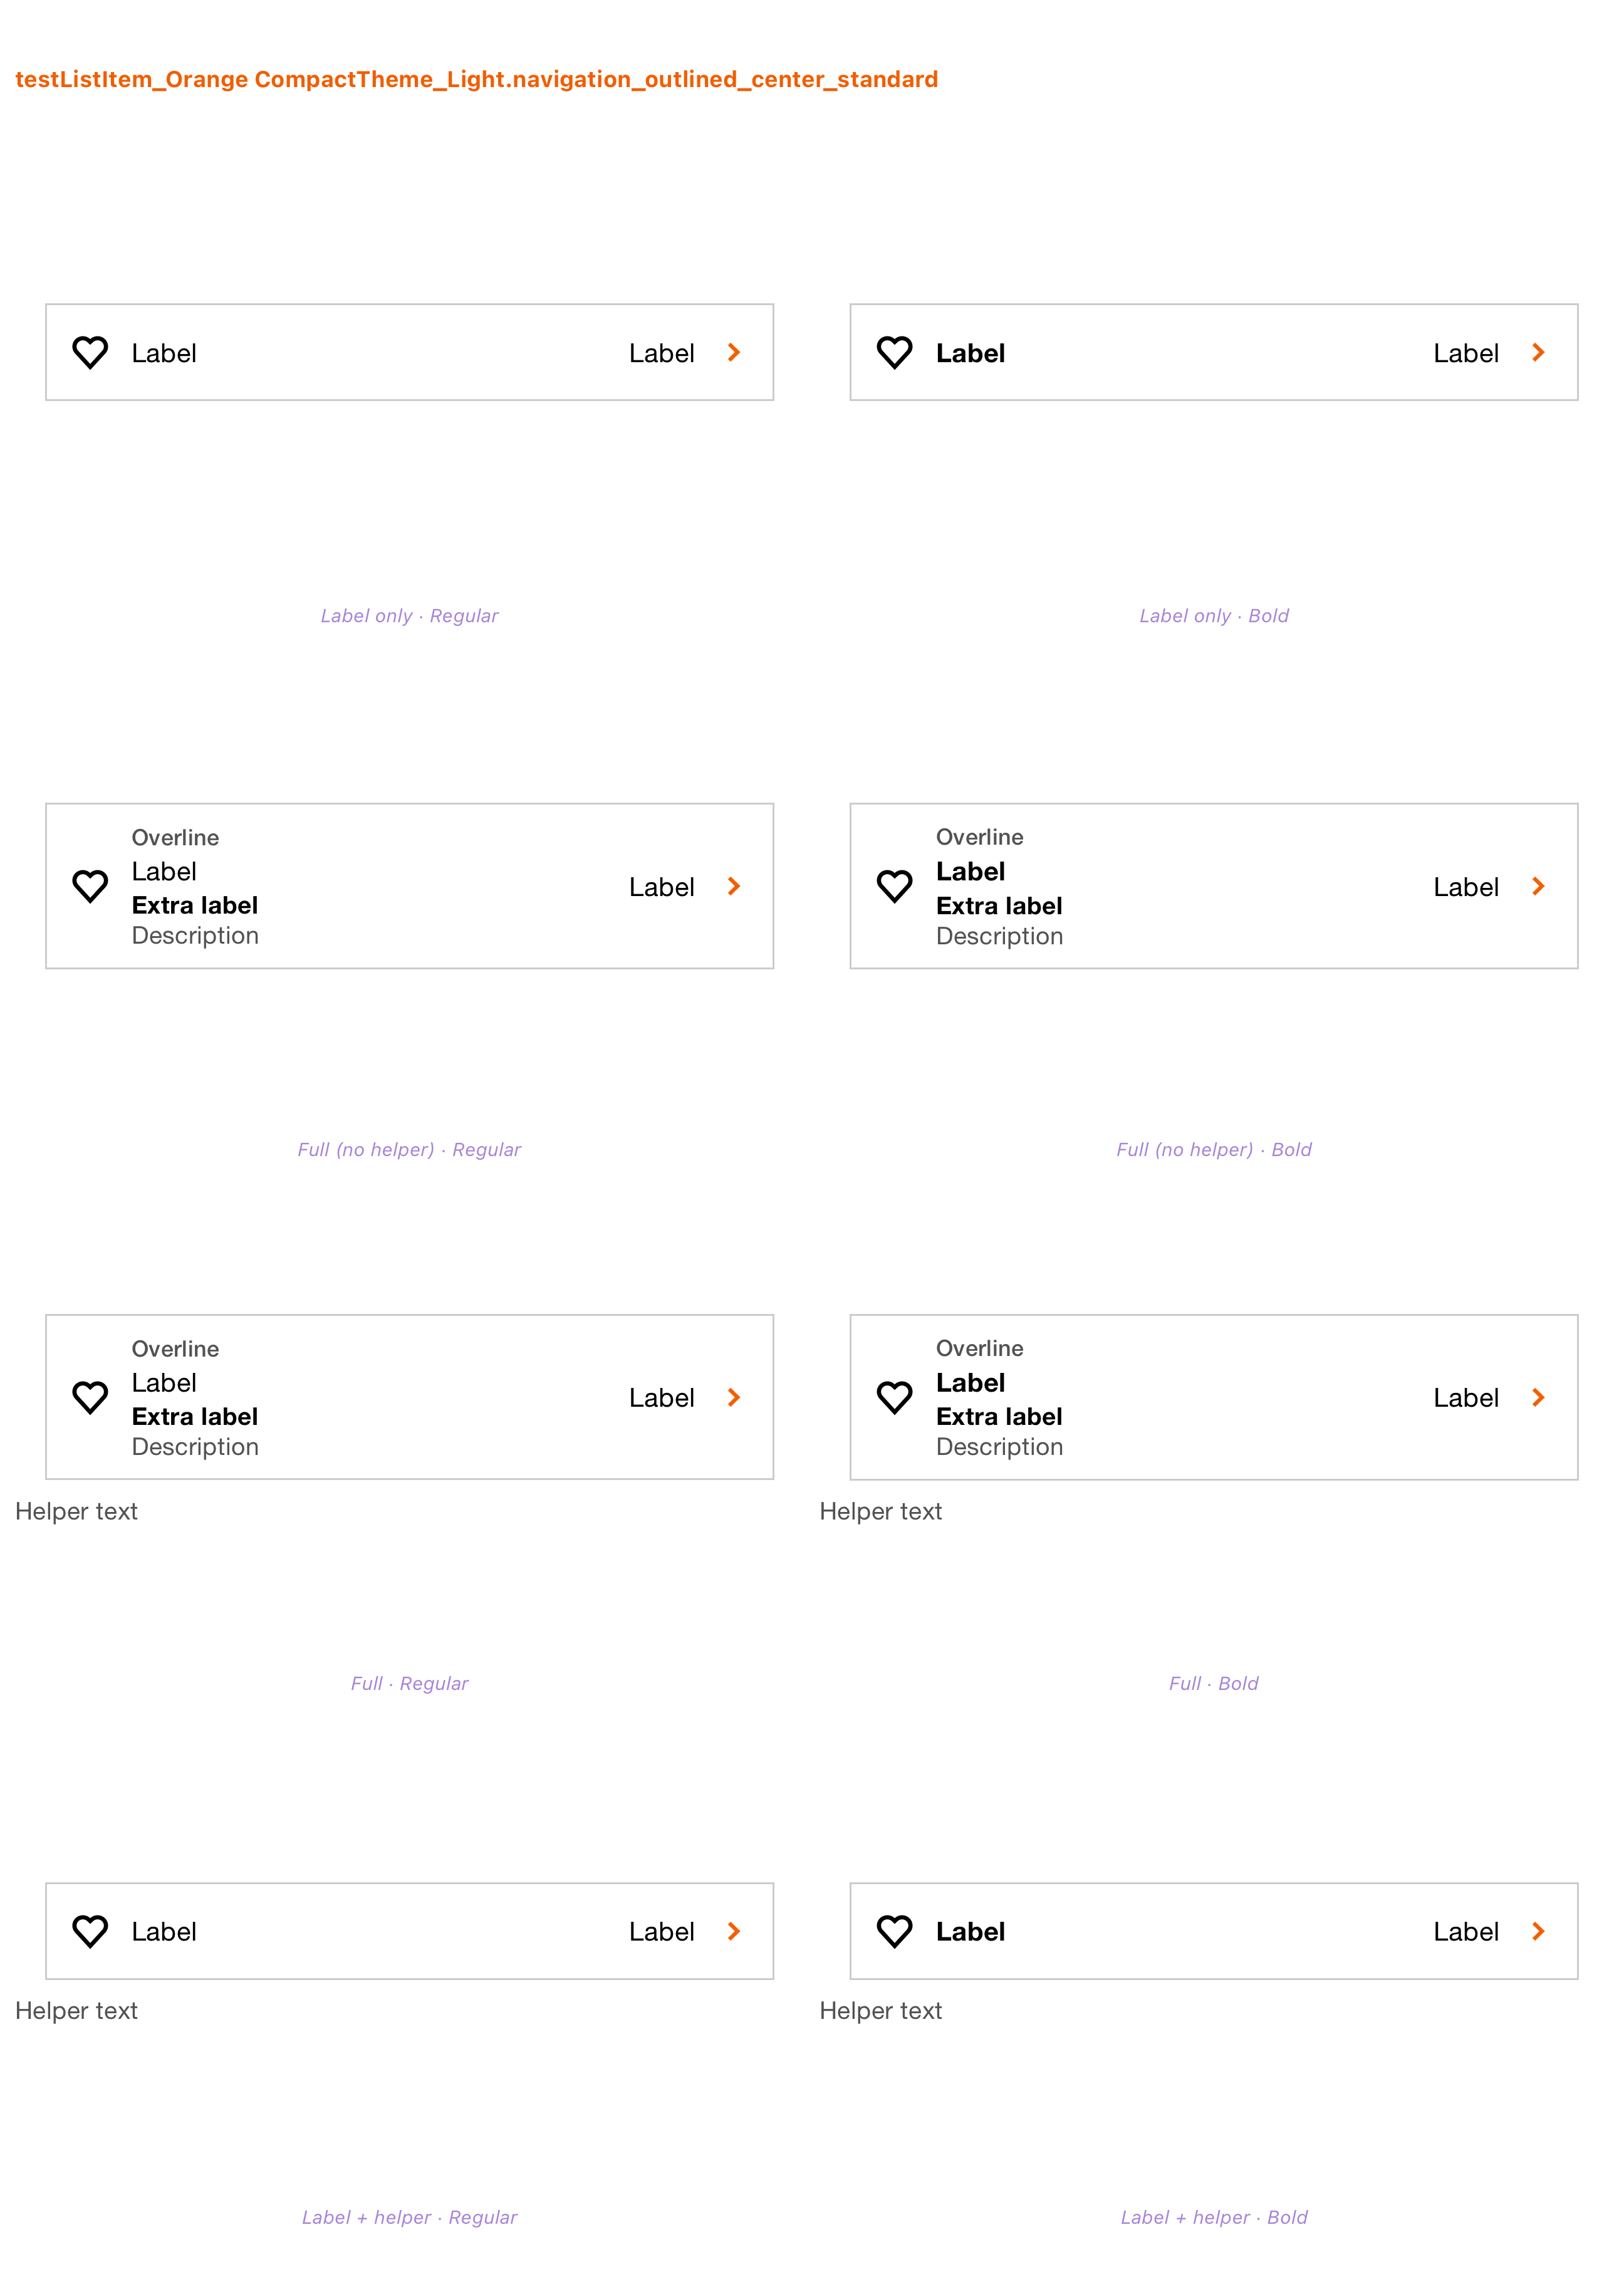 testListItem_Orange CompactTheme_Light.navigation_outlined_center_standard
Label Label
Label Label
Label only · Regular
Label only · Bold
Overline
Label
Extra label
Description
Label
Overline
Label
Extra label
Description
Label
Full (no helper) · Regular
Full (no helper) · Bold
Overline
Label
Extra label
Description
Label
Helper text
Overline
Label
Extra label
Description
Label
Helper text
Full · Regular
Full · Bold
Label Label
Helper text
Label Label
Helper text
Label + helper · Regular
Label + helper · Bold